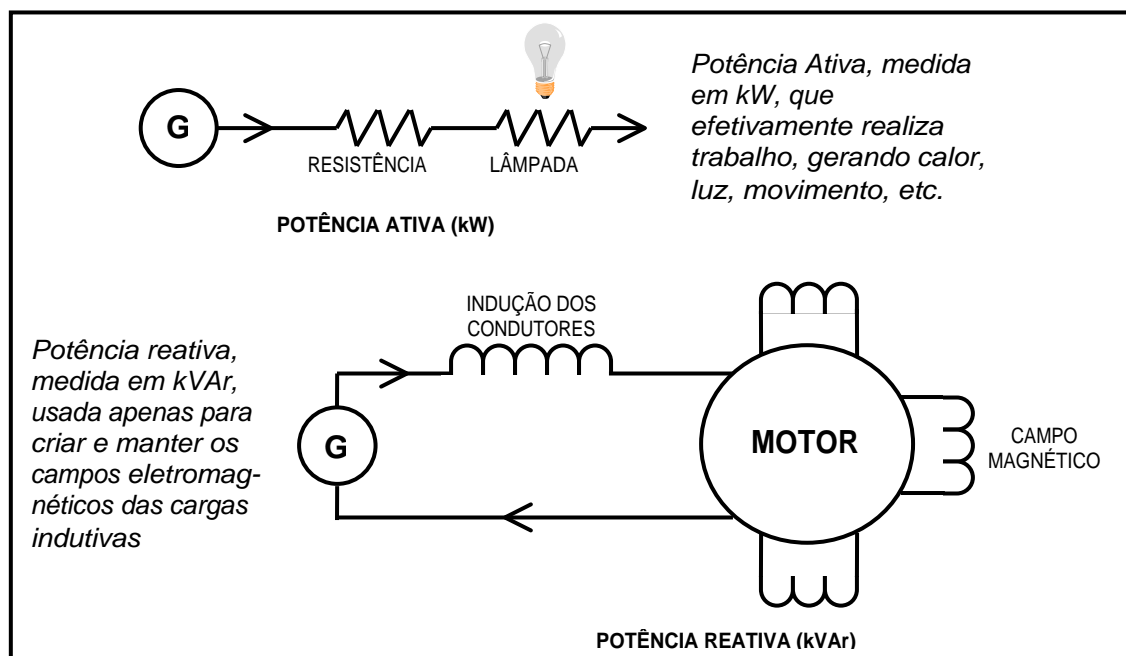 Potência Ativa, medida
em kW, que
efetivamente realiza
trabalho, gerando calor,
luz, movimento, etc.
G
RESISTÊNCIA
LÂMPADA
POTÊNCIA ATIVA (kW)
INDUÇÃO DOS
CONDUTORES
Potência reativa,
medida em kVAr,
usada apenas para
criar e manter os
campos eletromag-
néticos das cargas
indutivas
G
MOTOR
CAMPO
MAGNÉTICO
POTÊNCIA REATIVA (kVAr)